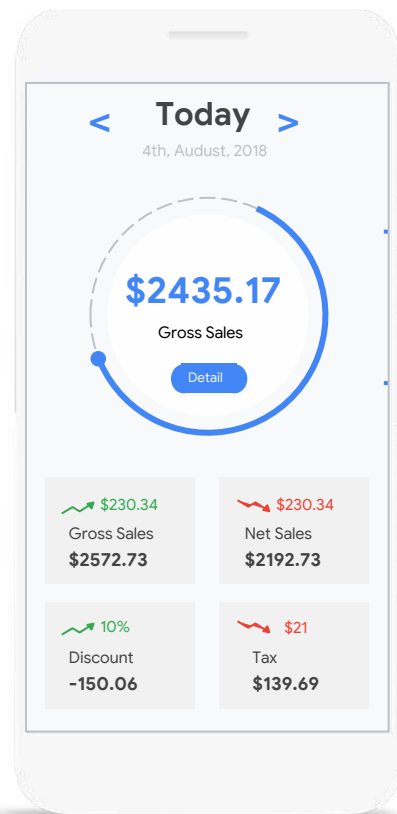 < Today >
4th, Audust, 2018
$2435.17
Gross Sales
Detail
$230.34
Gross Sales
$2572.73
$230.34
Net Sales
$2192.73
10%
Discount
-150.06
$21
Tax
$139.69